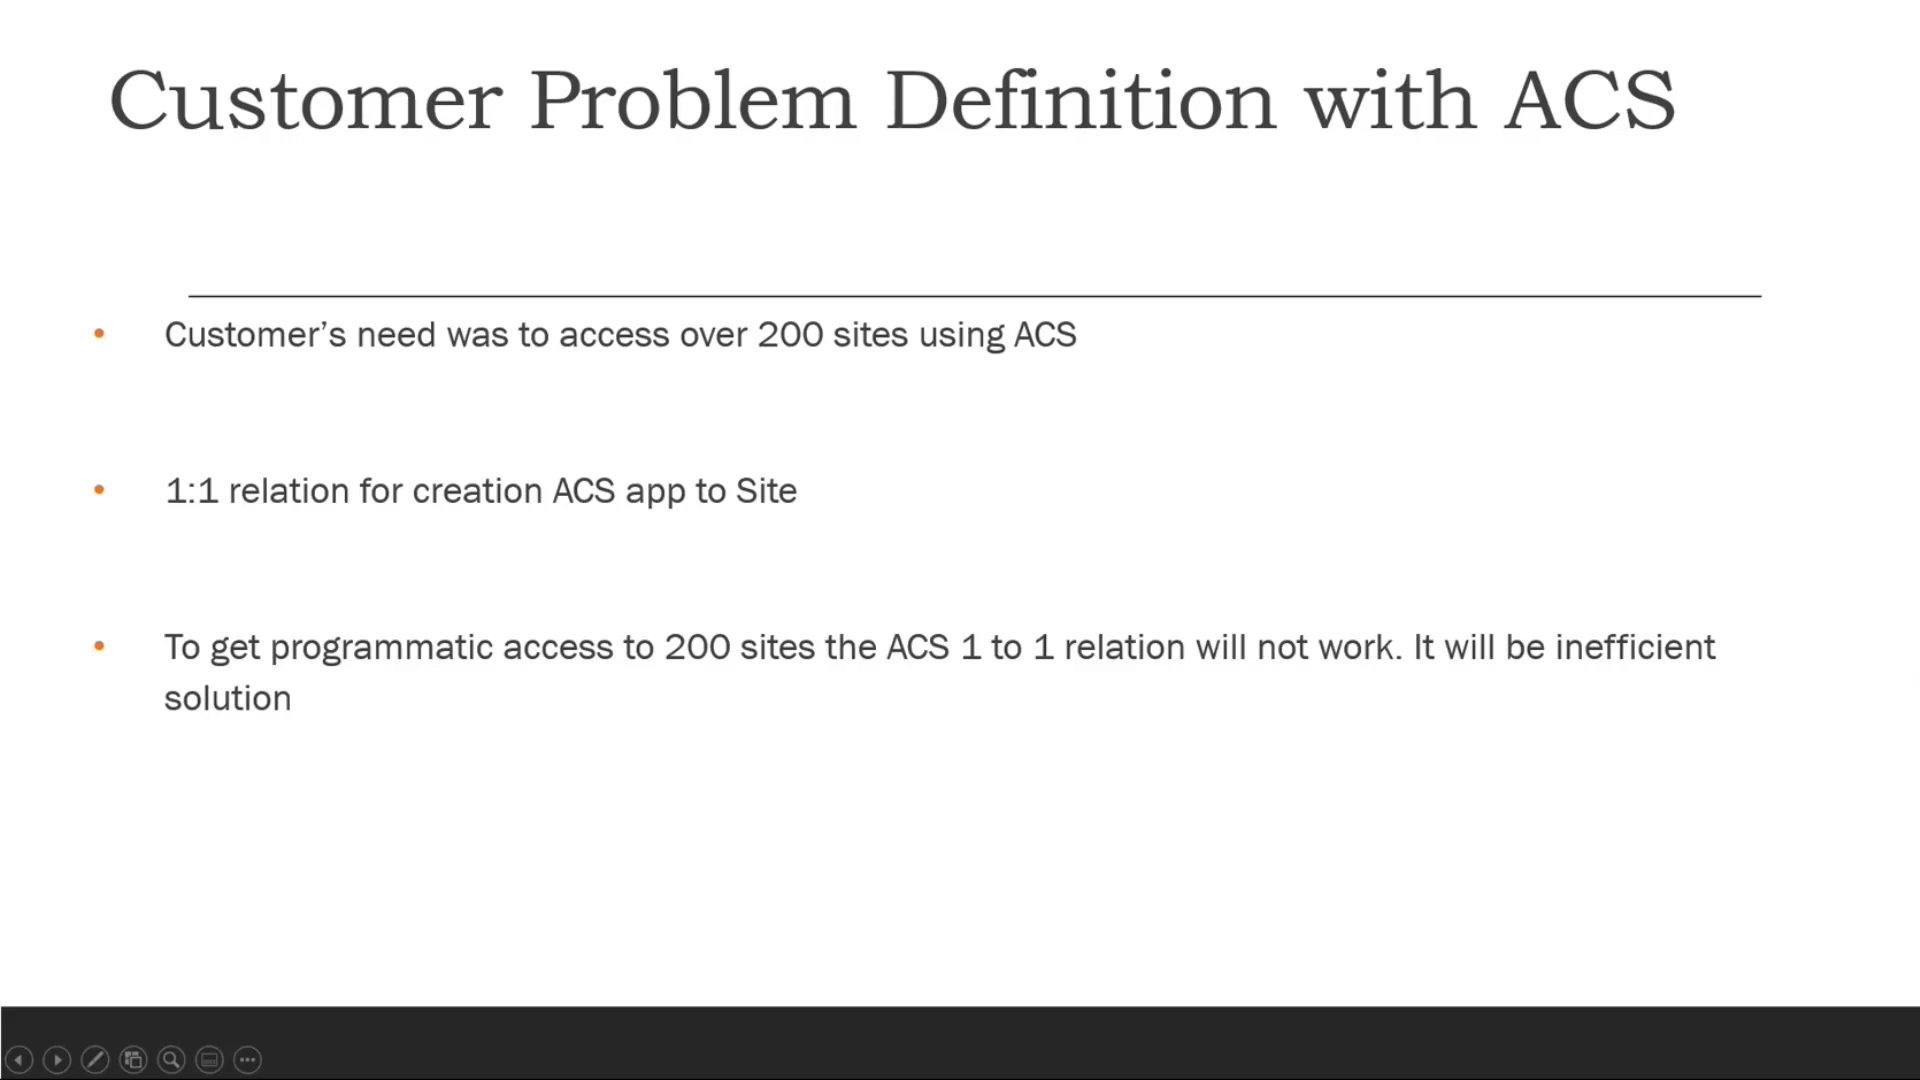 Customer Problem Definition with ACS
• Customer’s need was to access over 200 sites using ACS
• 1:1 relation for creation ACS app to Site
• To get programmatic access to 200 sites the ACS 1 to 1 relation will not work. It will be inefficient
solution